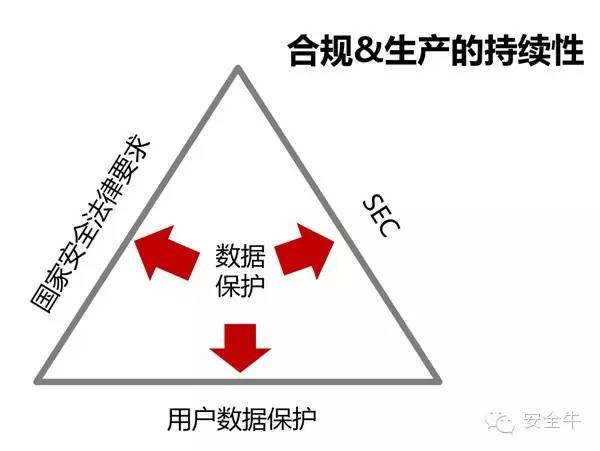 合规&生产的持续性
国家安全法律要求
SEC
数据
保护
用户数据保护
安全牛